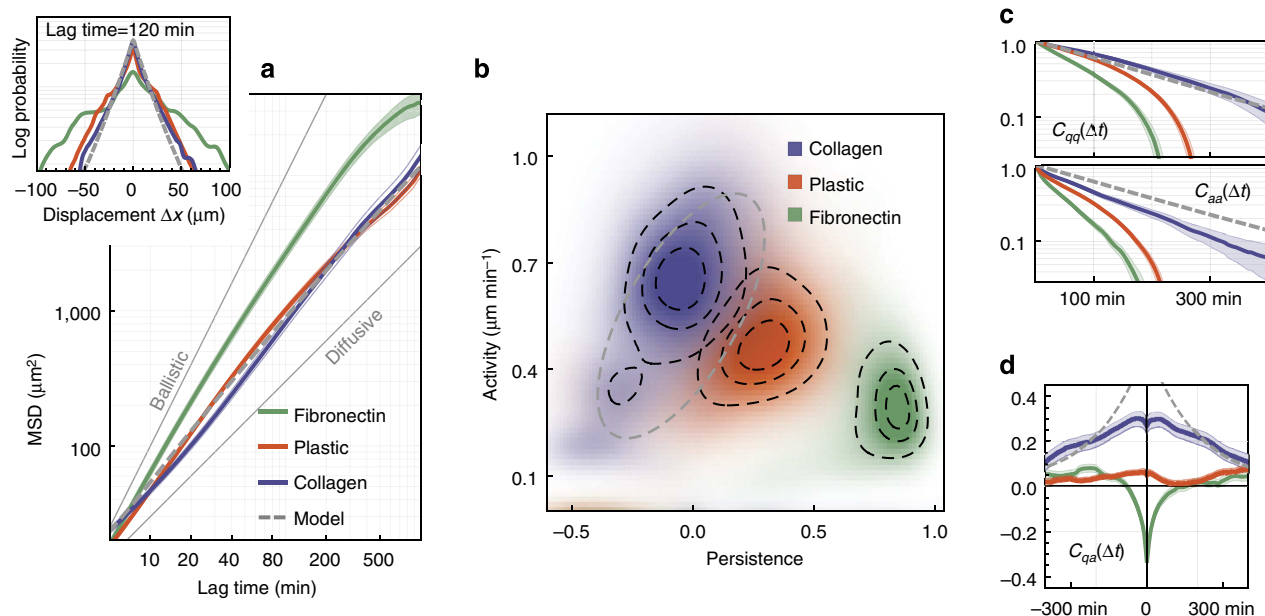 Lag time=120 min
Log probability
−100
−50
0
50
100
Displacement Δx (μm)
a
MSD (μm²)
1,000
100
Ballistic
Diffusive
Fibronectin
Plastic
Collagen
Model
10
20
40
80
200
500
Lag time (min)
b
Activity (μm min⁻¹)
1.0
0.7
0.4
0.1
Collagen
Plastic
Fibronectin
−0.5
0.0
0.5
1.0
Persistence
c
1.0
0.1
Cqq(Δt)
1.0
0.1
Caa(Δt)
100 min
300 min
d
0.4
0.2
0.0
−0.2
−0.4
Cqa(Δt)
−300 min
0
300 min